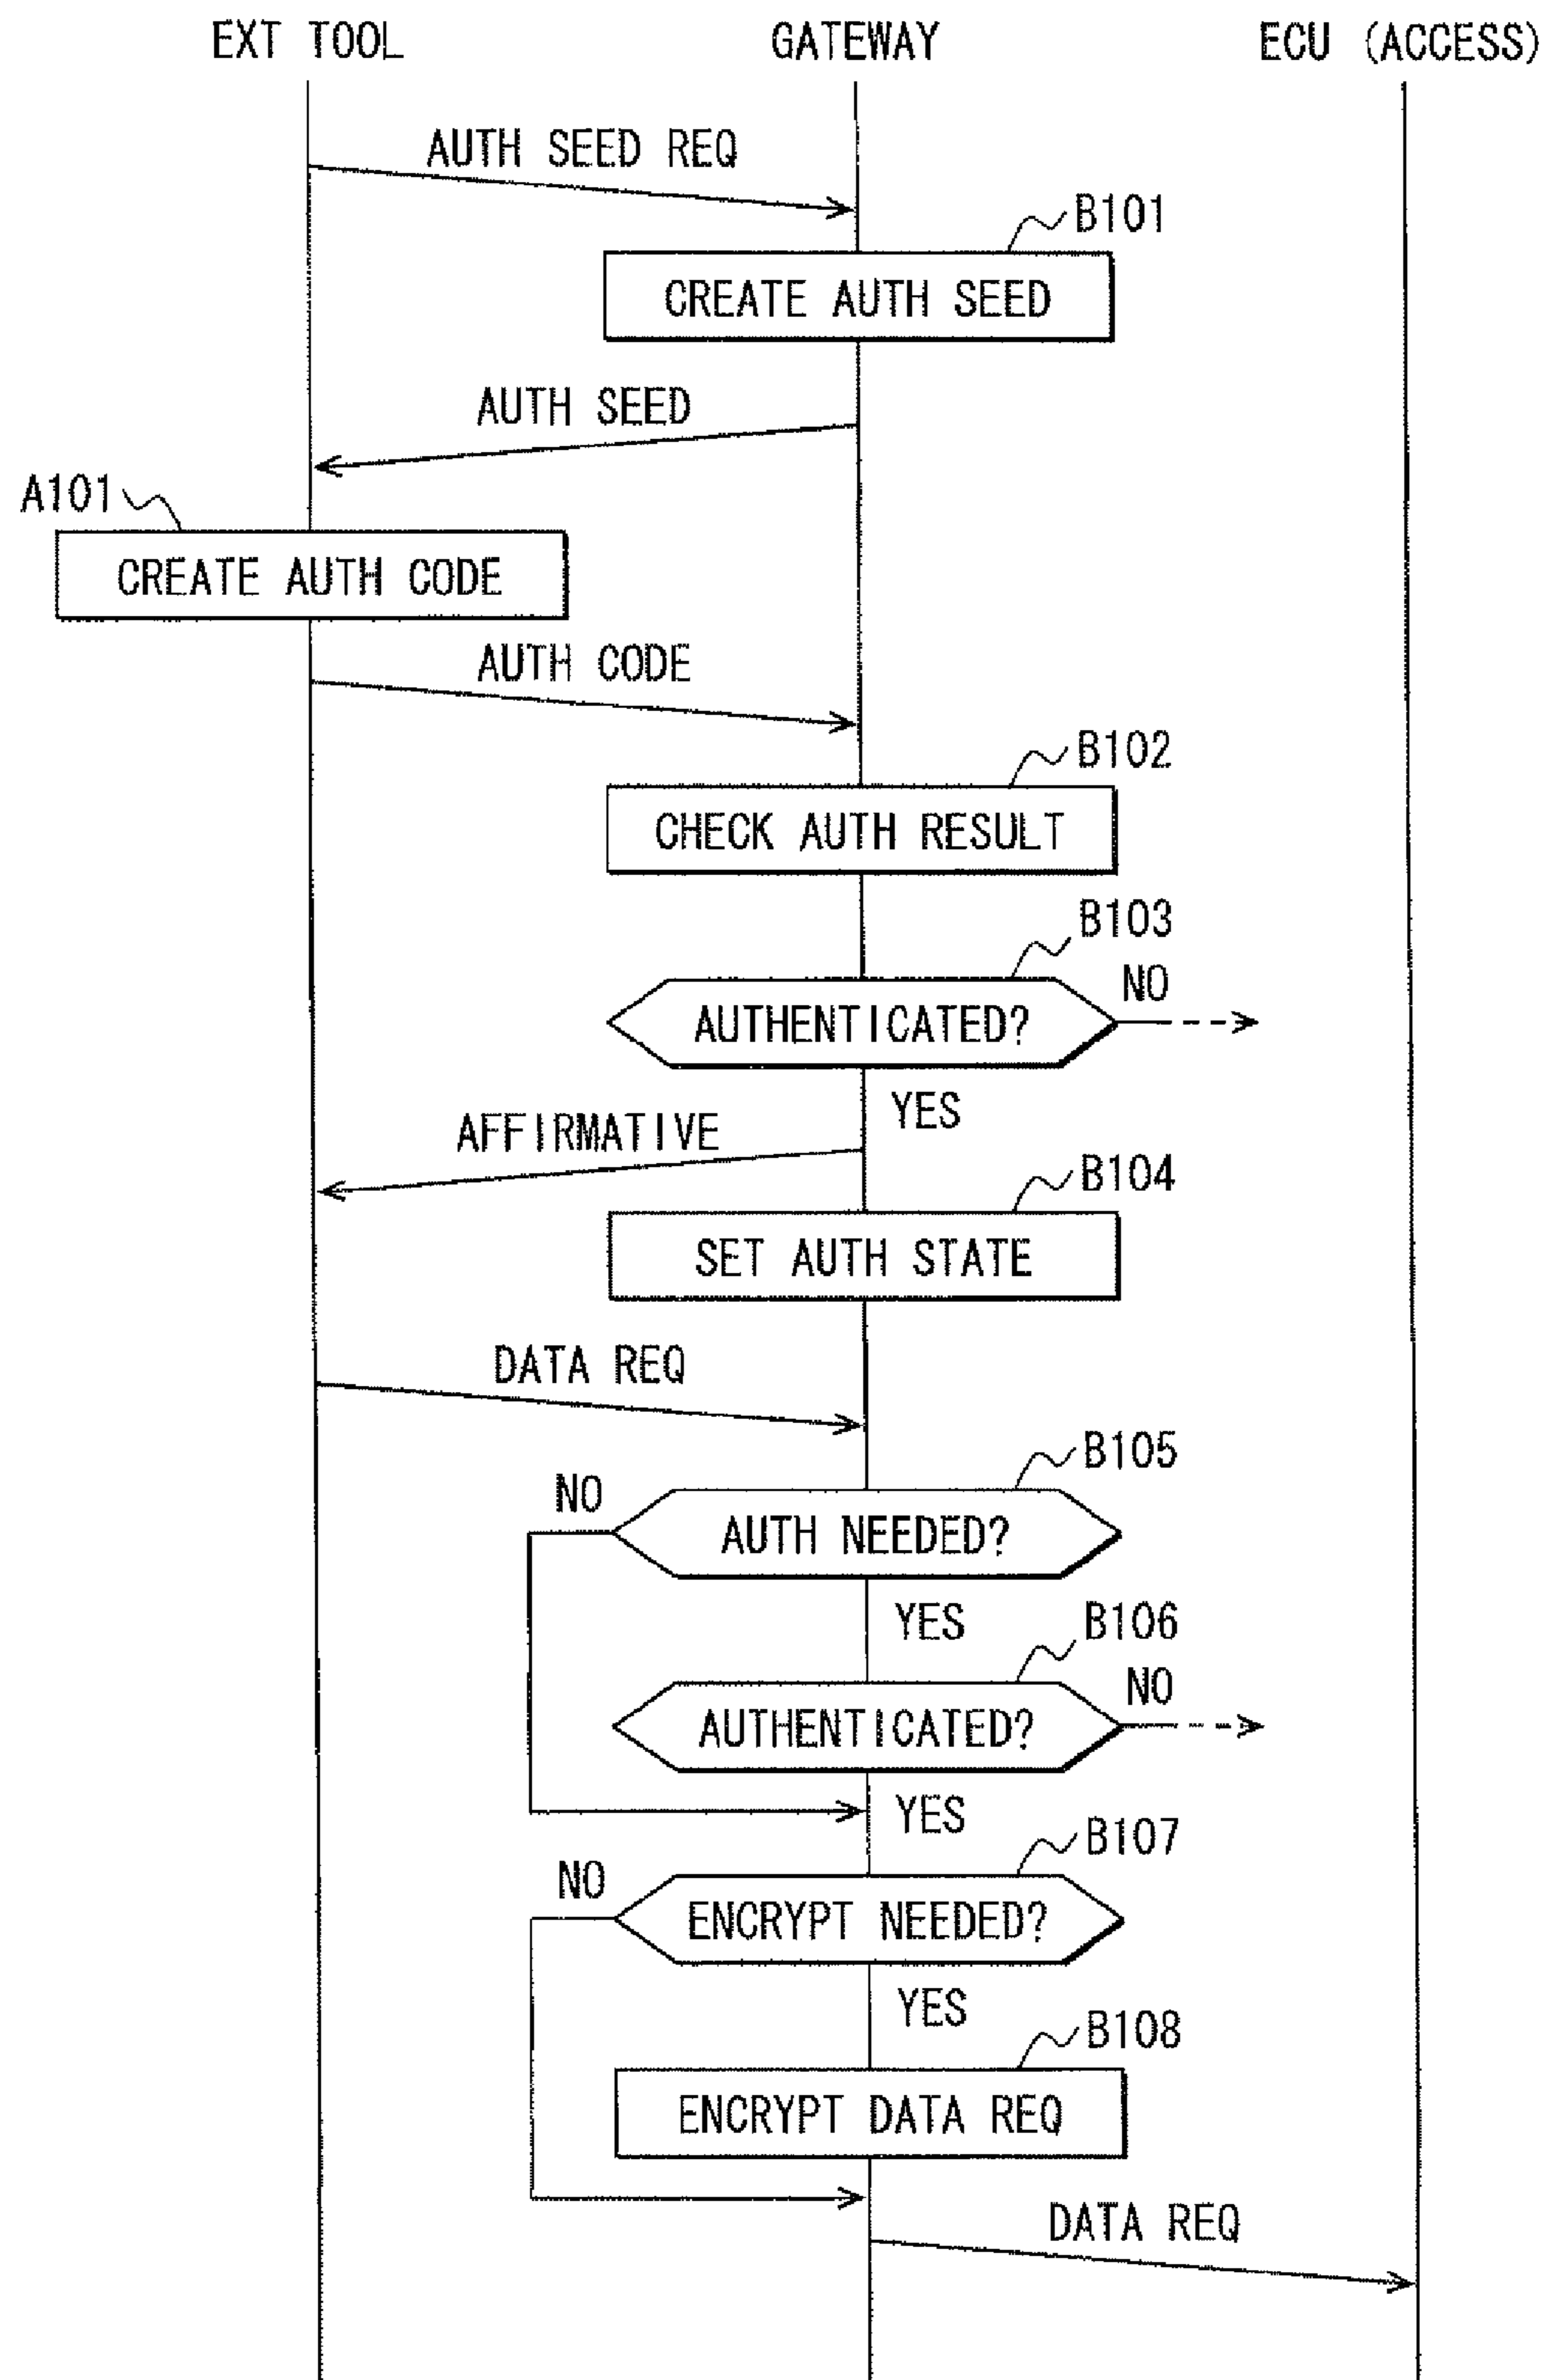 EXT TOOL
GATEWAY
ECU (ACCESS)
AUTH SEED REQ
B101
CREATE AUTH SEED
AUTH SEED
A101
CREATE AUTH CODE
AUTH CODE
B102
CHECK AUTH RESULT
B103
NO
AUTHENTICATED?
YES
AFFIRMATIVE
B104
SET AUTH STATE
DATA REQ
B105
NO
AUTH NEEDED?
YES
B106
NO
AUTHENTICATED?
YES
B107
NO
ENCRYPT NEEDED?
YES
B108
ENCRYPT DATA REQ
DATA REQ